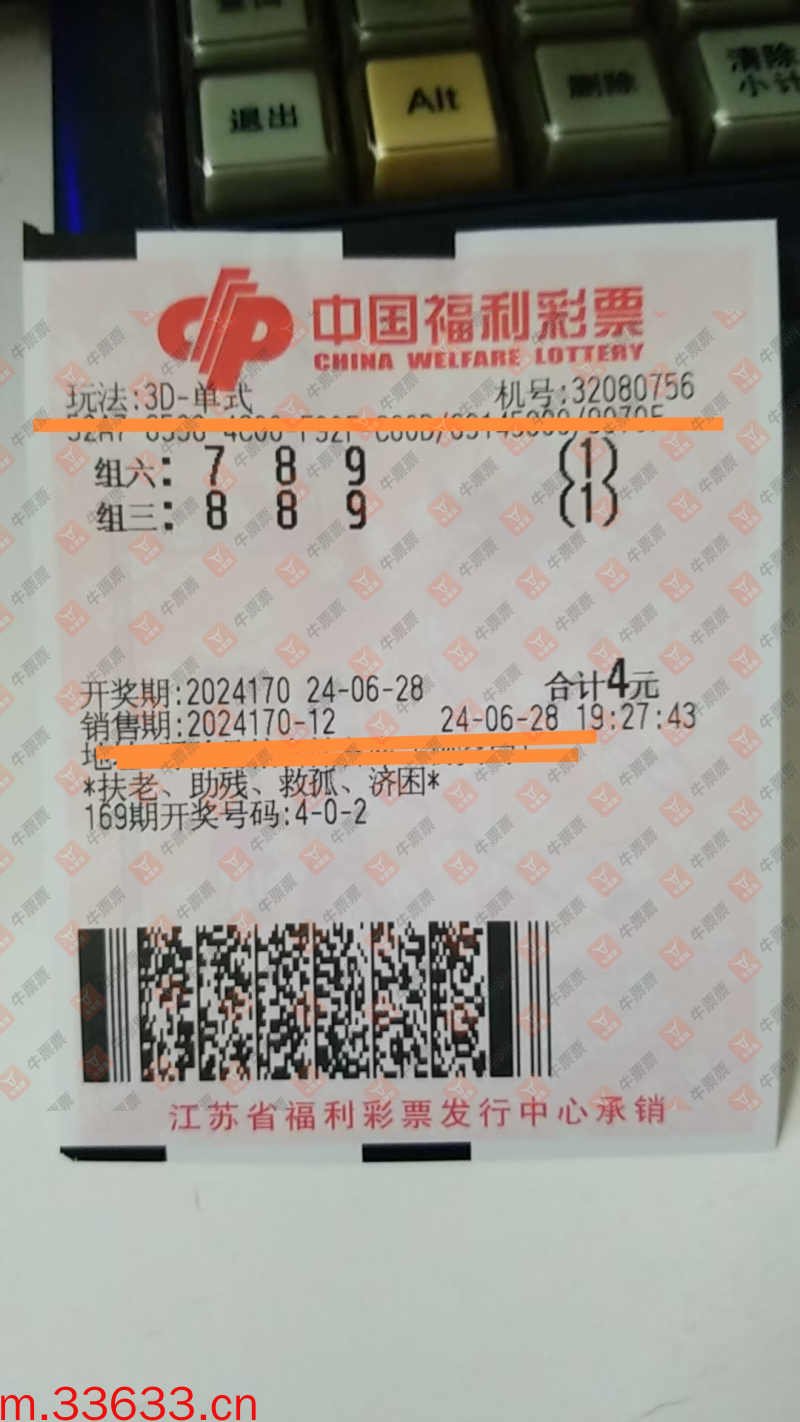 退出
Alt
删除
清除
小计
中国福利彩票
CHINA WELFARE LOTTERY
玩法:3D-单式 机号:32080756
组六: 7 8 9 (1)
组三: 8 8 9 (1)
开奖期:2024170 24-06-28 合计4元
销售期:2024170-12 24-06-28 19:27:43
*扶老、助残、救孤、济困*
169期开奖号码:4-0-2
江苏省福利彩票发行中心承销
牛票票
m.33633.cn